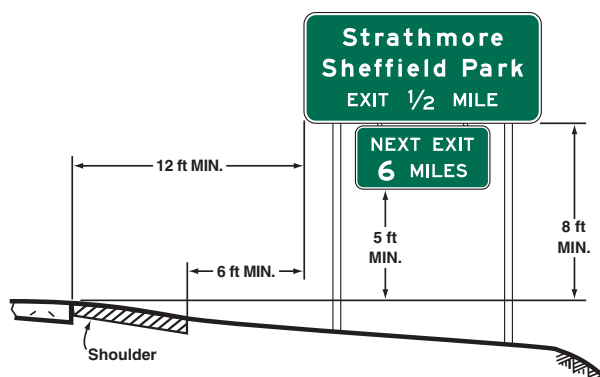 Strathmore
Sheffield Park
EXIT 1/2 MILE
NEXT EXIT
6 MILES
12 ft MIN.
6 ft MIN.
5 ft
MIN.
8 ft
MIN.
Shoulder